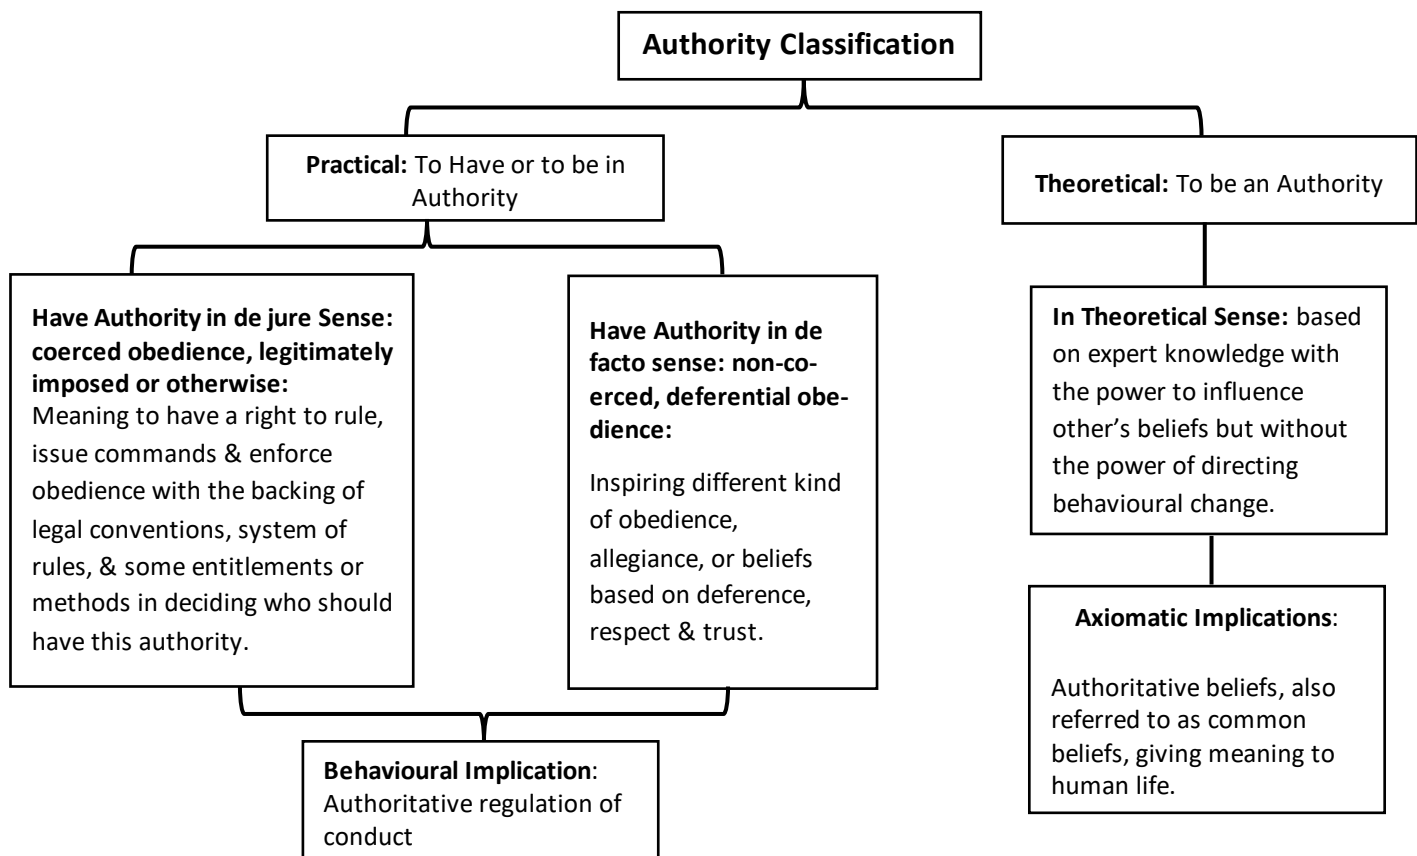 Authority Classification
Practical: To Have or to be in
Authority
Theoretical: To be an Authority
Have Authority in de jure Sense:
coerced obedience, legitimately
imposed or otherwise:
Meaning to have a right to rule,
issue commands & enforce
obedience with the backing of
legal conventions, system of
rules, & some entitlements or
methods in deciding who should
have this authority.
Have Authority in de
facto sense: non-co-
erced, deferential obe-
dience:
Inspiring different kind
of obedience,
allegiance, or beliefs
based on deference,
respect & trust.
In Theoretical Sense: based
on expert knowledge with
the power to influence
other’s beliefs but without
the power of directing
behavioural change.
Behavioural Implication:
Authoritative regulation of
conduct
Axiomatic Implications:
Authoritative beliefs, also
referred to as common
beliefs, giving meaning to
human life.